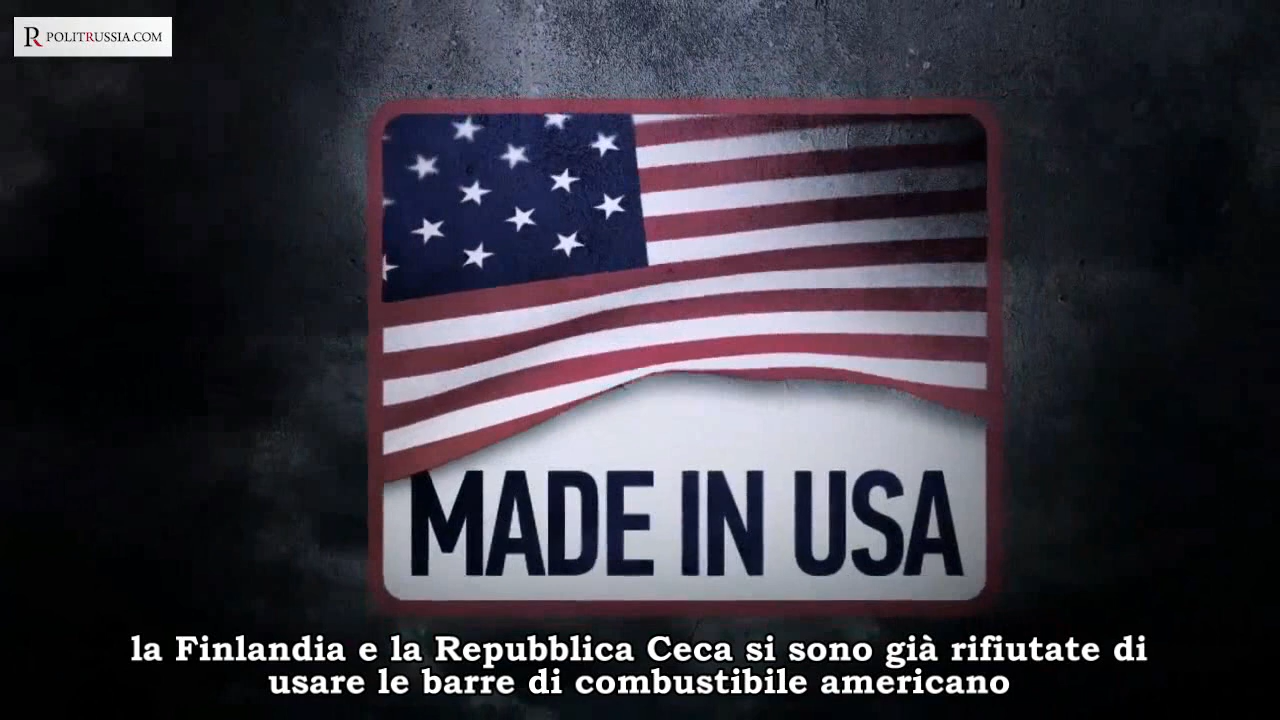 PR POLITRUSSIA.COM
MADE IN USA
la Finlandia e la Repubblica Ceca si sono già rifiutate di
usare le barre di combustibile americano